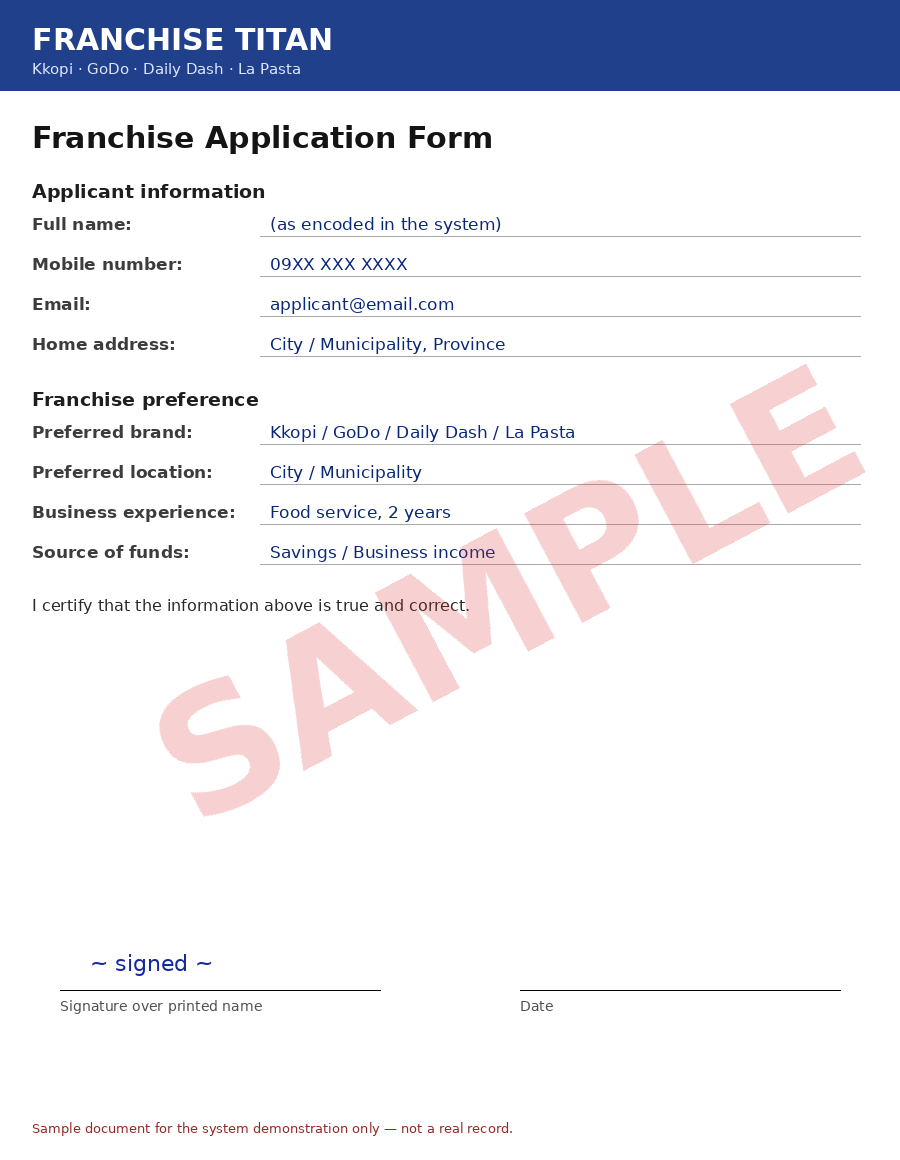 FRANCHISE TITAN
Kkopi · GoDo · Daily Dash · La Pasta
Franchise Application Form
Applicant information
Full name: (as encoded in the system)
Mobile number: 09XX XXX XXXX
Email: applicant@email.com
Home address: City / Municipality, Province
Franchise preference
Preferred brand: Kkopi / GoDo / Daily Dash / La Pasta
Preferred location: City / Municipality
Business experience: Food service, 2 years
Source of funds: Savings / Business income
I certify that the information above is true and correct.
SAMPLE
~ signed ~
Signature over printed name Date
Sample document for the system demonstration only — not a real record.